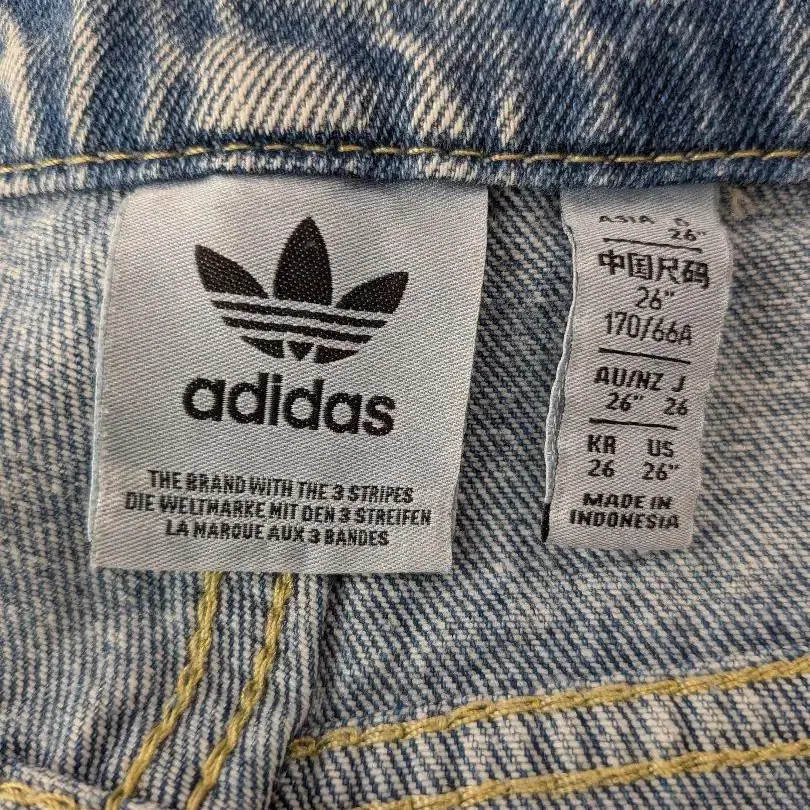 adidas
THE BRAND WITH THE 3 STRIPES
DIE WELTMARKE MIT DEN 3 STREIFEN
LA MARQUE AUX 3 BANDES
ASIA
26"
中国尺码
26"
170/66A
AU/NZ J
26" 26
KR US
26 26"
MADE IN
INDONESIA